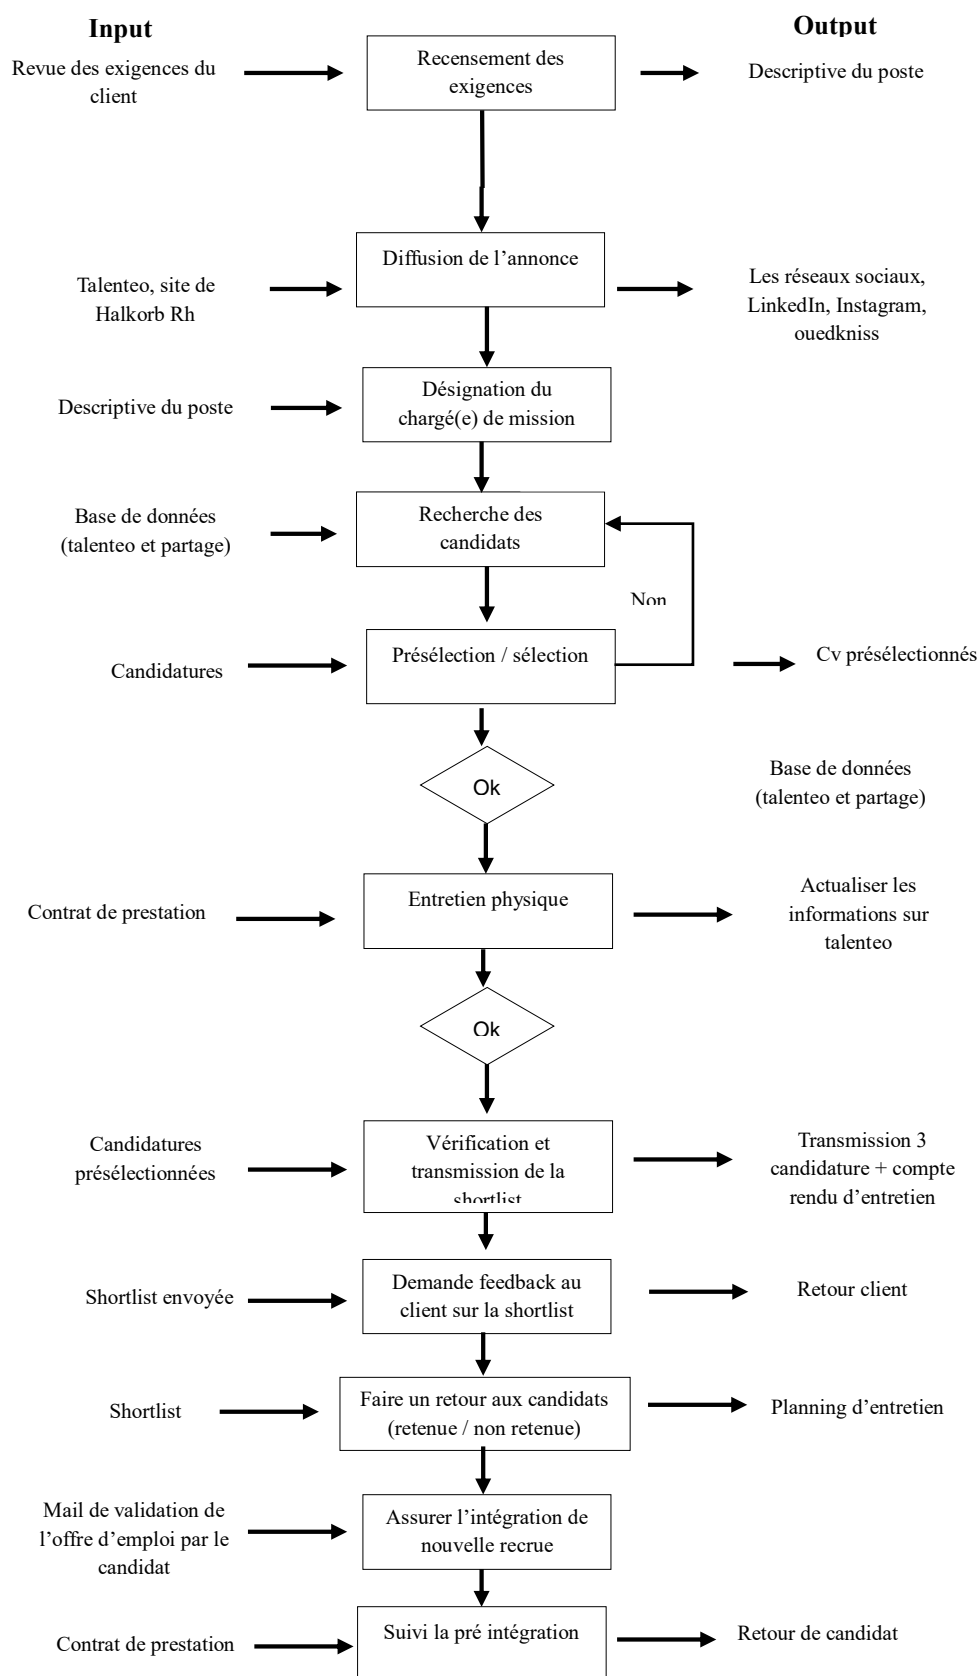 Input
Output
Revue des exigences du
client
Recensement des
exigences
Descriptive du poste
Diffusion de l’annonce
Talenteo, site de
Halkorb Rh
Les réseaux sociaux,
LinkedIn, Instagram,
ouedkniss
Descriptive du poste
Désignation du
chargé(e) de mission
Base de données
(talenteo et partage)
Recherche des
candidats
Non
Candidatures
Présélection / sélection
Cv présélectionnés
Ok
Base de données
(talenteo et partage)
Contrat de prestation
Entretien physique
Actualiser les
informations sur
talenteo
Ok
Candidatures
présélectionnées
Vérification et
transmission de la
shortlist
Transmission 3
candidature + compte
rendu d’entretien
Shortlist envoyée
Demande feedback au
client sur la shortlist
Retour client
Shortlist
Faire un retour aux candidats
(retenue / non retenue)
Planning d’entretien
Mail de validation de
l’offre d’emploi par le
candidat
Assurer l’intégration de
nouvelle recrue
Contrat de prestation
Suivi la pré intégration
Retour de candidat